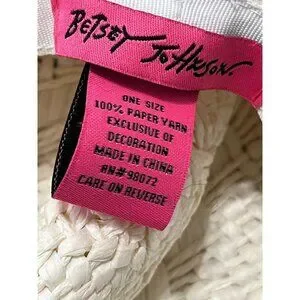 BETSEY JOHNSON.
ONE SIZE
100% PAPER YARN
EXCLUSIVE OF
DECORATION
MADE IN CHINA
RN#98072
CARE ON REVERSE